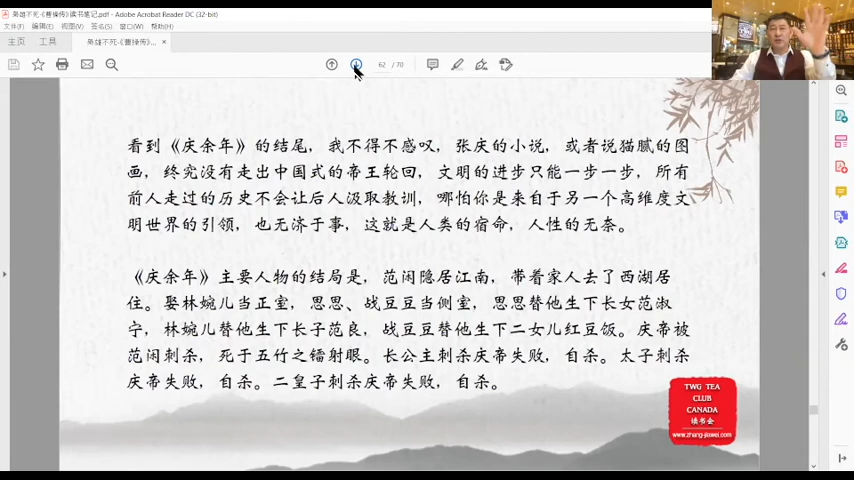 枭雄不死-《曹操传》读书笔记.pdf - Adobe Acrobat Reader DC (32-bit)
文件(F) 编辑(E) 视图(V) 签名(S) 窗口(W) 帮助(H)
主页 工具 枭雄不死-《曹操传》... ×
62 / 70
看到《庆余年》的结尾，我不得不感叹，张庆的小说，或者说猫腻的图
画，终究没有走出中国式的帝王轮回，文明的进步只能一步一步，所有
前人走过的历史不会让后人汲取教训，哪怕你是来自于另一个高维度文
明世界的引领，也无济于事，这就是人类的宿命，人性的无奈。
《庆余年》主要人物的结局是，范闲隐居江南，带着家人去了西湖居
住。娶林婉儿当正室，思思、战豆豆当侧室，思思替他生下长女范淑
宁，林婉儿替他生下长子范良，战豆豆替他生下二女儿红豆饭。庆帝被
范闲刺杀，死于五竹之镭射眼。长公主刺杀庆帝失败，自杀。太子刺杀
庆帝失败，自杀。二皇子刺杀庆帝失败，自杀。
TWG TEA
CLUB
CANADA
读书会
www.zhang-jiawei.com